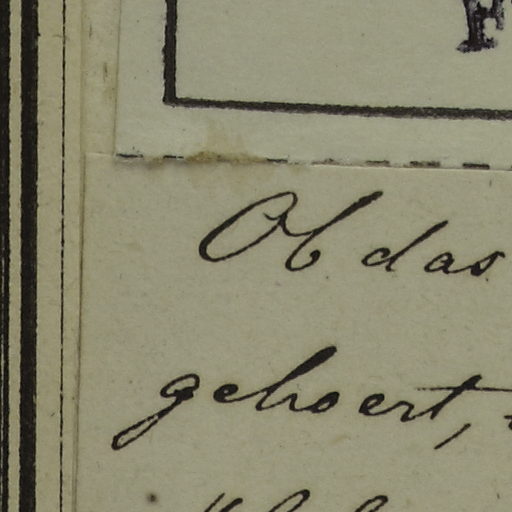 F
Ob das
gehoert,